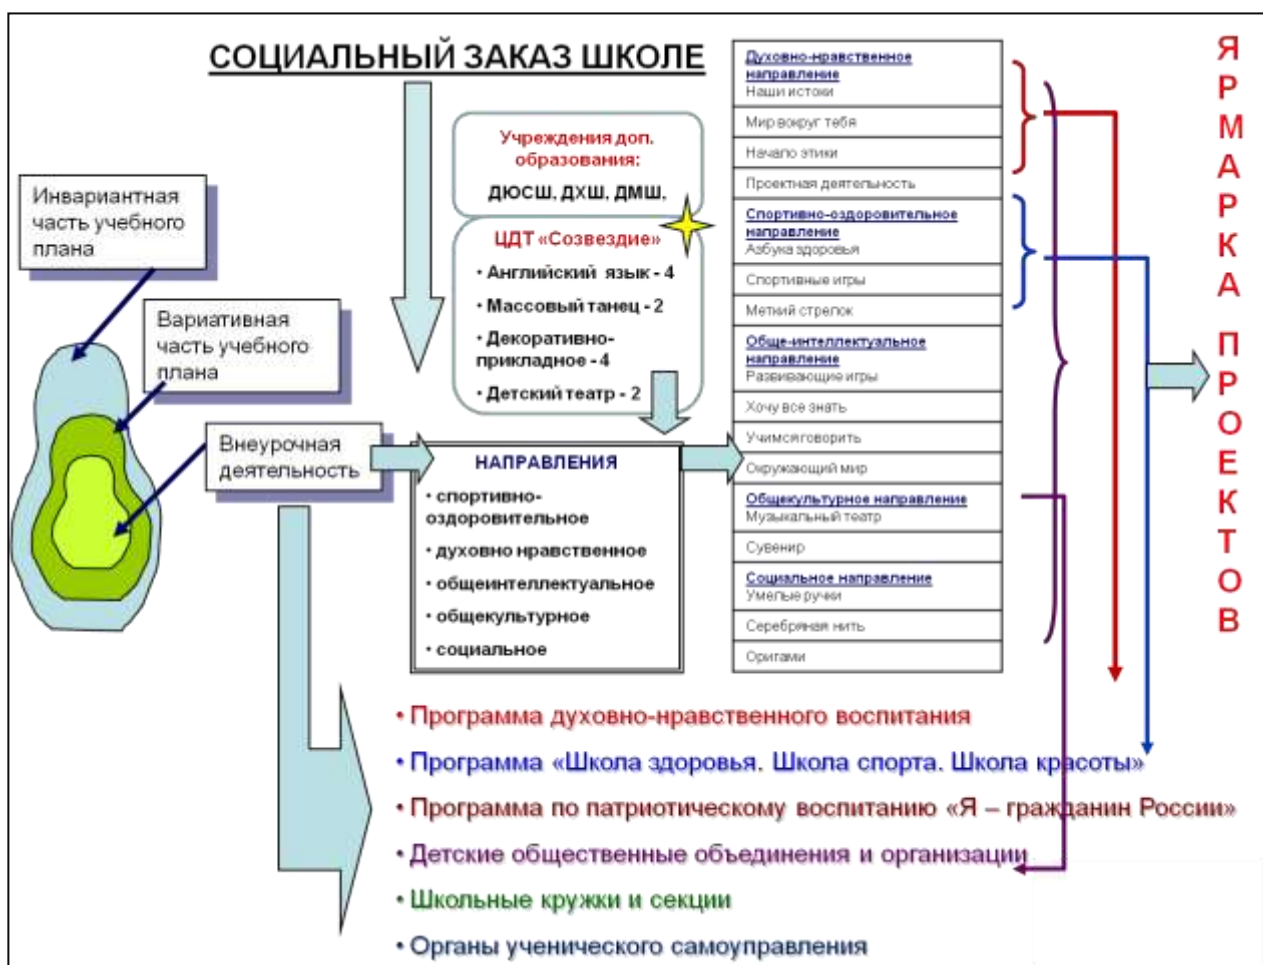 СОЦИАЛЬНЫЙ ЗАКАЗ ШКОЛЕ
Инвариантная
часть учебного
плана
Вариативная
часть учебного
плана
Внеурочная
деятельность
Учреждения доп.
образования:
ДЮСШ, ДХШ, ДМШ,
ЦДТ «Созвездие»
• Английский язык - 4
• Массовый танец - 2
• Декоративно-
прикладное - 4
• Детский театр - 2
НАПРАВЛЕНИЯ
• спортивно-
оздоровительное
• духовно нравственное
• общеинтеллектуальное
• общекультурное
• социальное
Духовно-нравственное
направление
Наши истоки
Мир вокруг тебя
Начало этики
Проектная деятельность
Спортивно-оздоровительное
направление
Азбука здоровья
Спортивные игры
Меткий стрелок
Обще-интеллектуальное
направление
Развивающие игры
Хочу все знать
Учимся говорить
Окружающий мир
Общекультурное направление
Музыкальный театр
Сувенир
Социальное направление
Умелые ручки
Серебряная нить
Оригами
ЯРМАРКА ПРОЕКТОВ
• Программа духовно-нравственного воспитания
• Программа «Школа здоровья. Школа спорта. Школа красоты»
• Программа по патриотическому воспитанию «Я – гражданин России»
• Детские общественные объединения и организации
• Школьные кружки и секции
• Органы ученического самоуправления